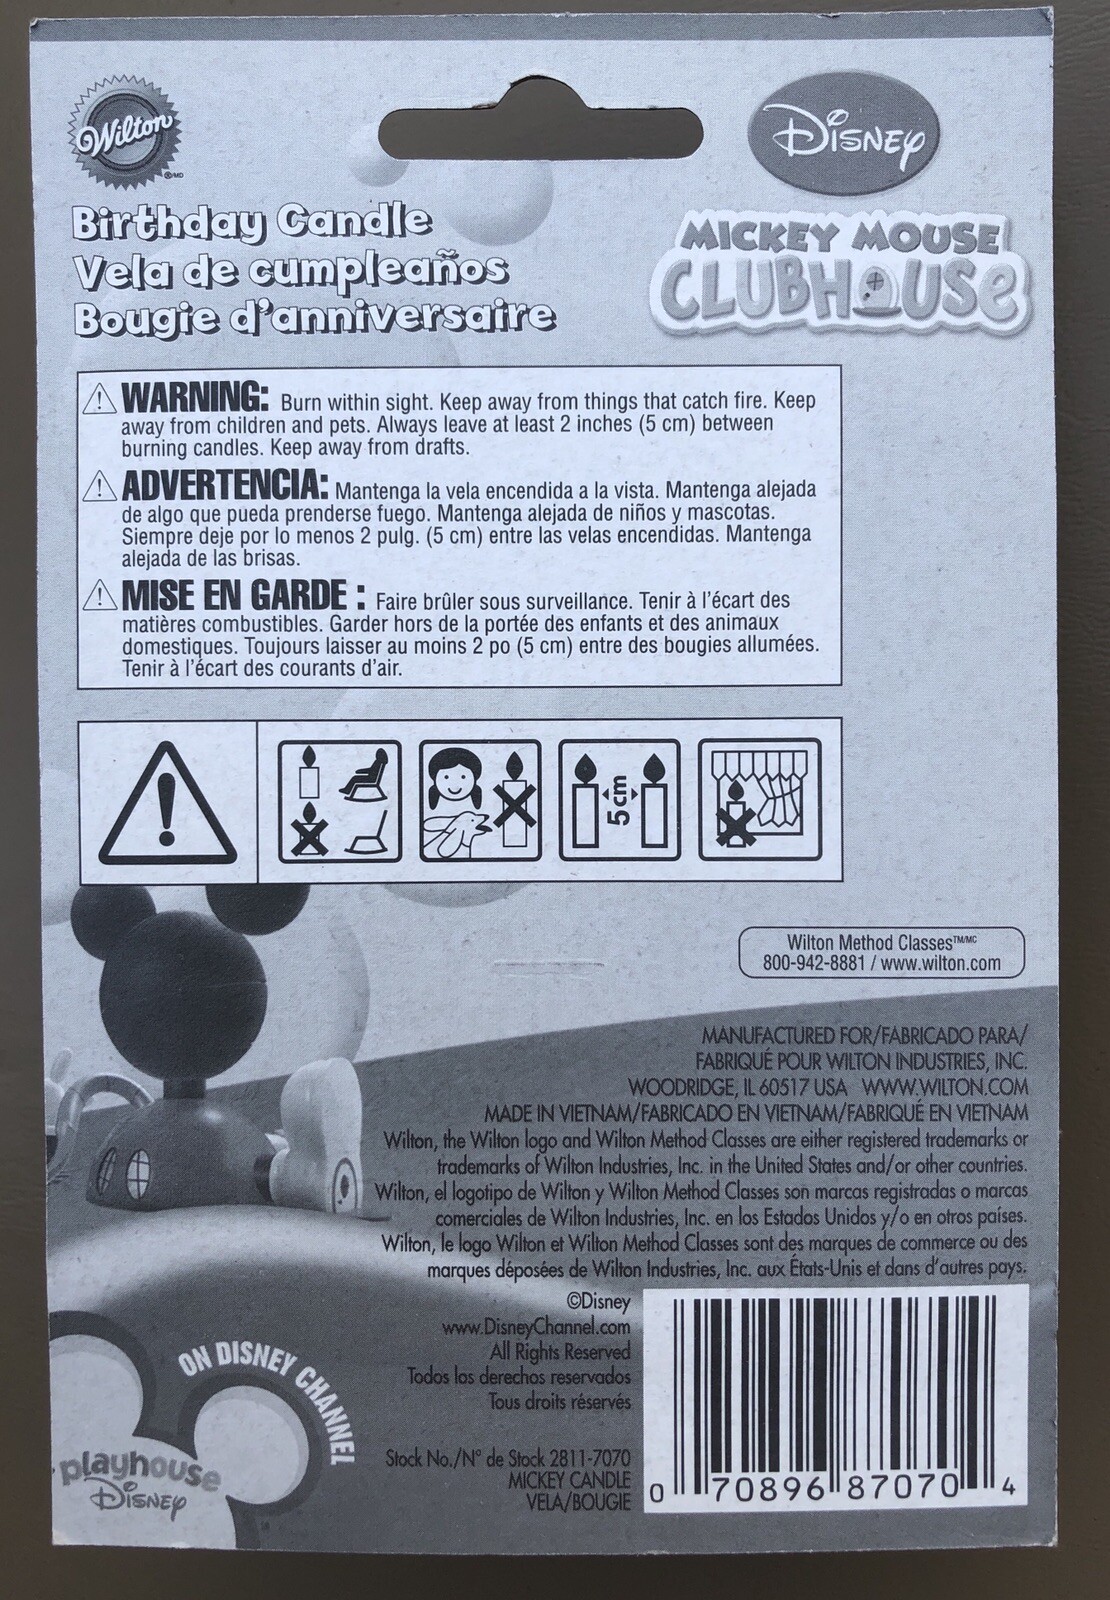 Wilton
®MD
Disney
Birthday Candle
Vela de cumpleaños
Bougie d'anniversaire
MICKEY MOUSE
CLUBHOUSE
WARNING: Burn within sight. Keep away from things that catch fire. Keep
away from children and pets. Always leave at least 2 inches (5 cm) between
burning candles. Keep away from drafts.
ADVERTENCIA: Mantenga la vela encendida a la vista. Mantenga alejada
de algo que pueda prenderse fuego. Mantenga alejada de niños y mascotas.
Siempre deje por lo menos 2 pulg. (5 cm) entre las velas encendidas. Mantenga
alejada de las brisas.
MISE EN GARDE : Faire brûler sous surveillance. Tenir à l'écart des
matières combustibles. Garder hors de la portée des enfants et des animaux
domestiques. Toujours laisser au moins 2 po (5 cm) entre des bougies allumées.
Tenir à l'écart des courants d'air.
5cm
Wilton Method Classes™/MC
800-942-8881 / www.wilton.com
MANUFACTURED FOR/FABRICADO PARA/
FABRIQUÉ POUR WILTON INDUSTRIES, INC.
WOODRIDGE, IL 60517 USA WWW.WILTON.COM
MADE IN VIETNAM/FABRICADO EN VIETNAM/FABRIQUÉ EN VIETNAM
Wilton, the Wilton logo and Wilton Method Classes are either registered trademarks or
trademarks of Wilton Industries, Inc. in the United States and/or other countries.
Wilton, el logotipo de Wilton y Wilton Method Classes son marcas registradas o marcas
comerciales de Wilton Industries, Inc. en los Estados Unidos y/o en otros países.
Wilton, le logo Wilton et Wilton Method Classes sont des marques de commerce ou des
marques déposées de Wilton Industries, Inc. aux États-Unis et dans d'autres pays.
©Disney
www.DisneyChannel.com
All Rights Reserved
Todos los derechos reservados
Tous droits réservés
ON DISNEY CHANNEL
playhouse
Disney
Stock No./N° de Stock 2811-7070
MICKEY CANDLE
VELA/BOUGIE
0 70896 87070 4